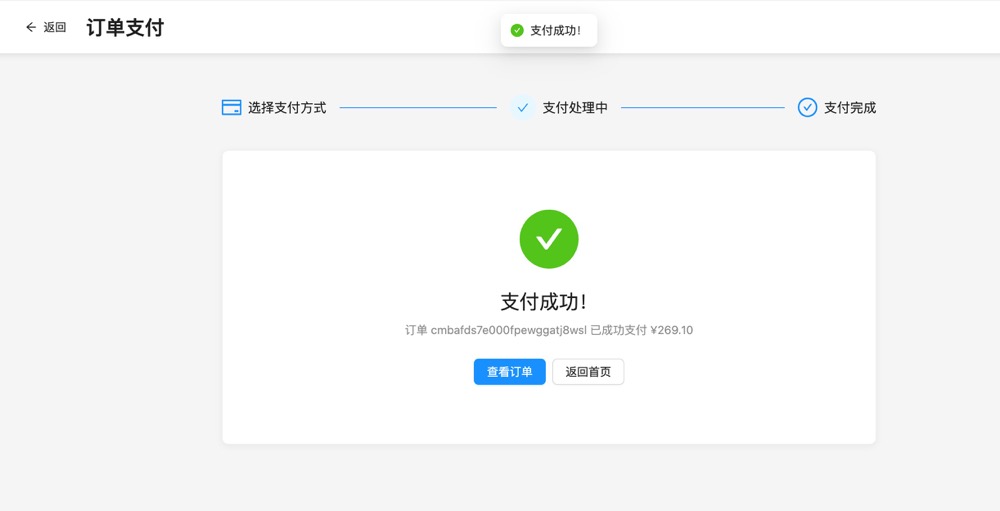 返回
订单支付
支付成功！
选择支付方式
支付处理中
支付完成
支付成功！
订单 cmbafds7e000fpewggatj8wsl 已成功支付 ¥269.10
查看订单
返回首页